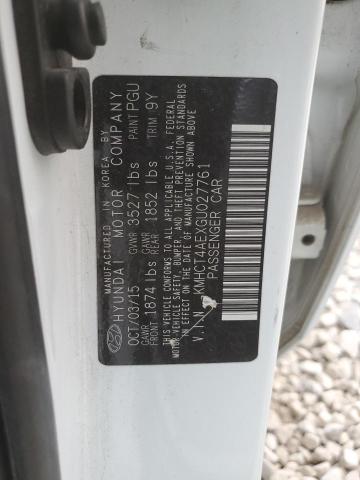 MANUFACTURED IN KOREA BY
HYUNDAI MOTOR COMPANY
OCT/03/15 GVWR 3527 lbs PAINT PGU
GAWR FRONT 1874 lbs GAWR REAR 1852 lbs TRIM 9Y
THIS VEHICLE CONFORMS TO ALL APPLICABLE U.S.A. FEDERAL
MOTOR VEHICLE SAFETY, BUMPER, AND THEFT PREVENTION STANDARDS
IN EFFECT ON THE DATE OF MANUFACTURE SHOWN ABOVE.
V.I.N. : KMHCT4AEXGU027761
PASSENGER CAR